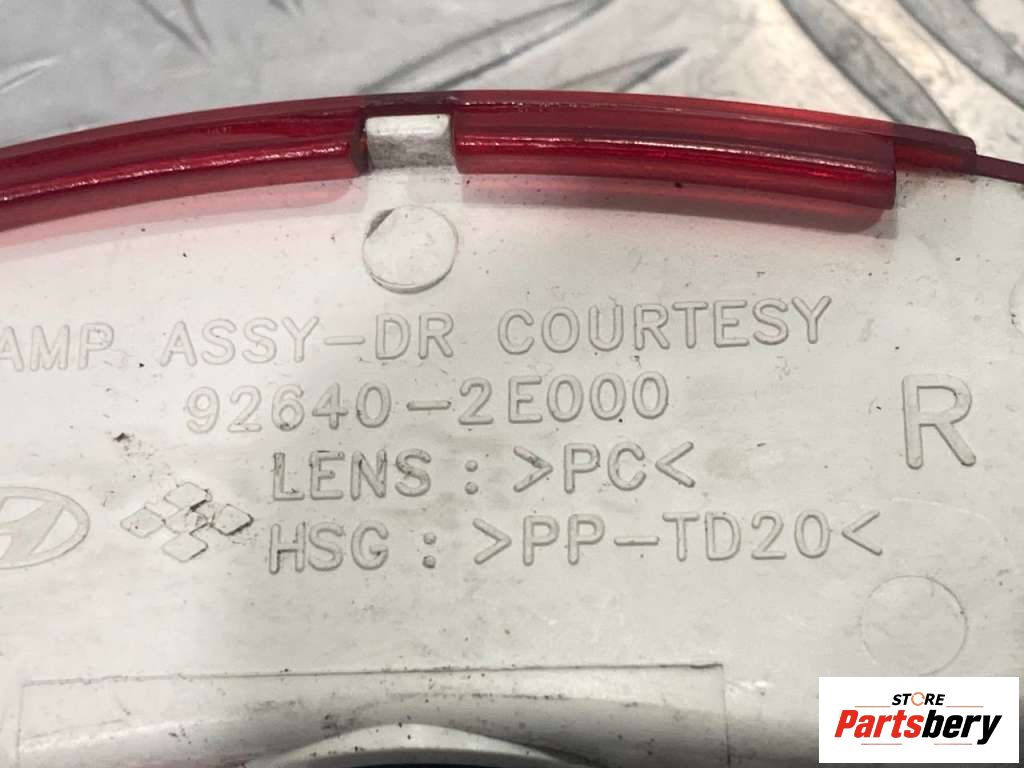 AMP ASSY-DR COURTESY
92640-2E000
R
LENS : >PC<
HSG : >PP-TD20<
STORE
Partsbery